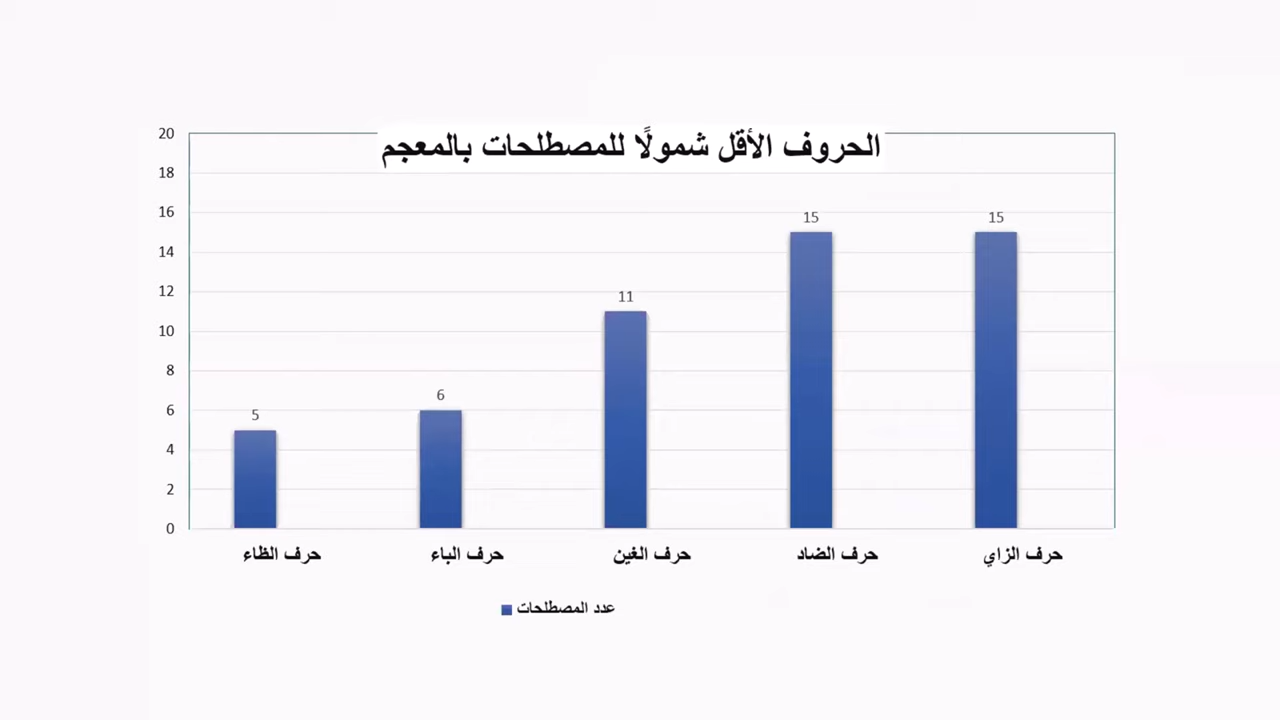 الحروف الأقل شمولًا للمصطلحات بالمعجم
20
18
16
14
12
10
8
6
4
2
0
5
6
11
15
15
حرف الظاء
حرف الباء
حرف الغين
حرف الضاد
حرف الزاي
عدد المصطلحات